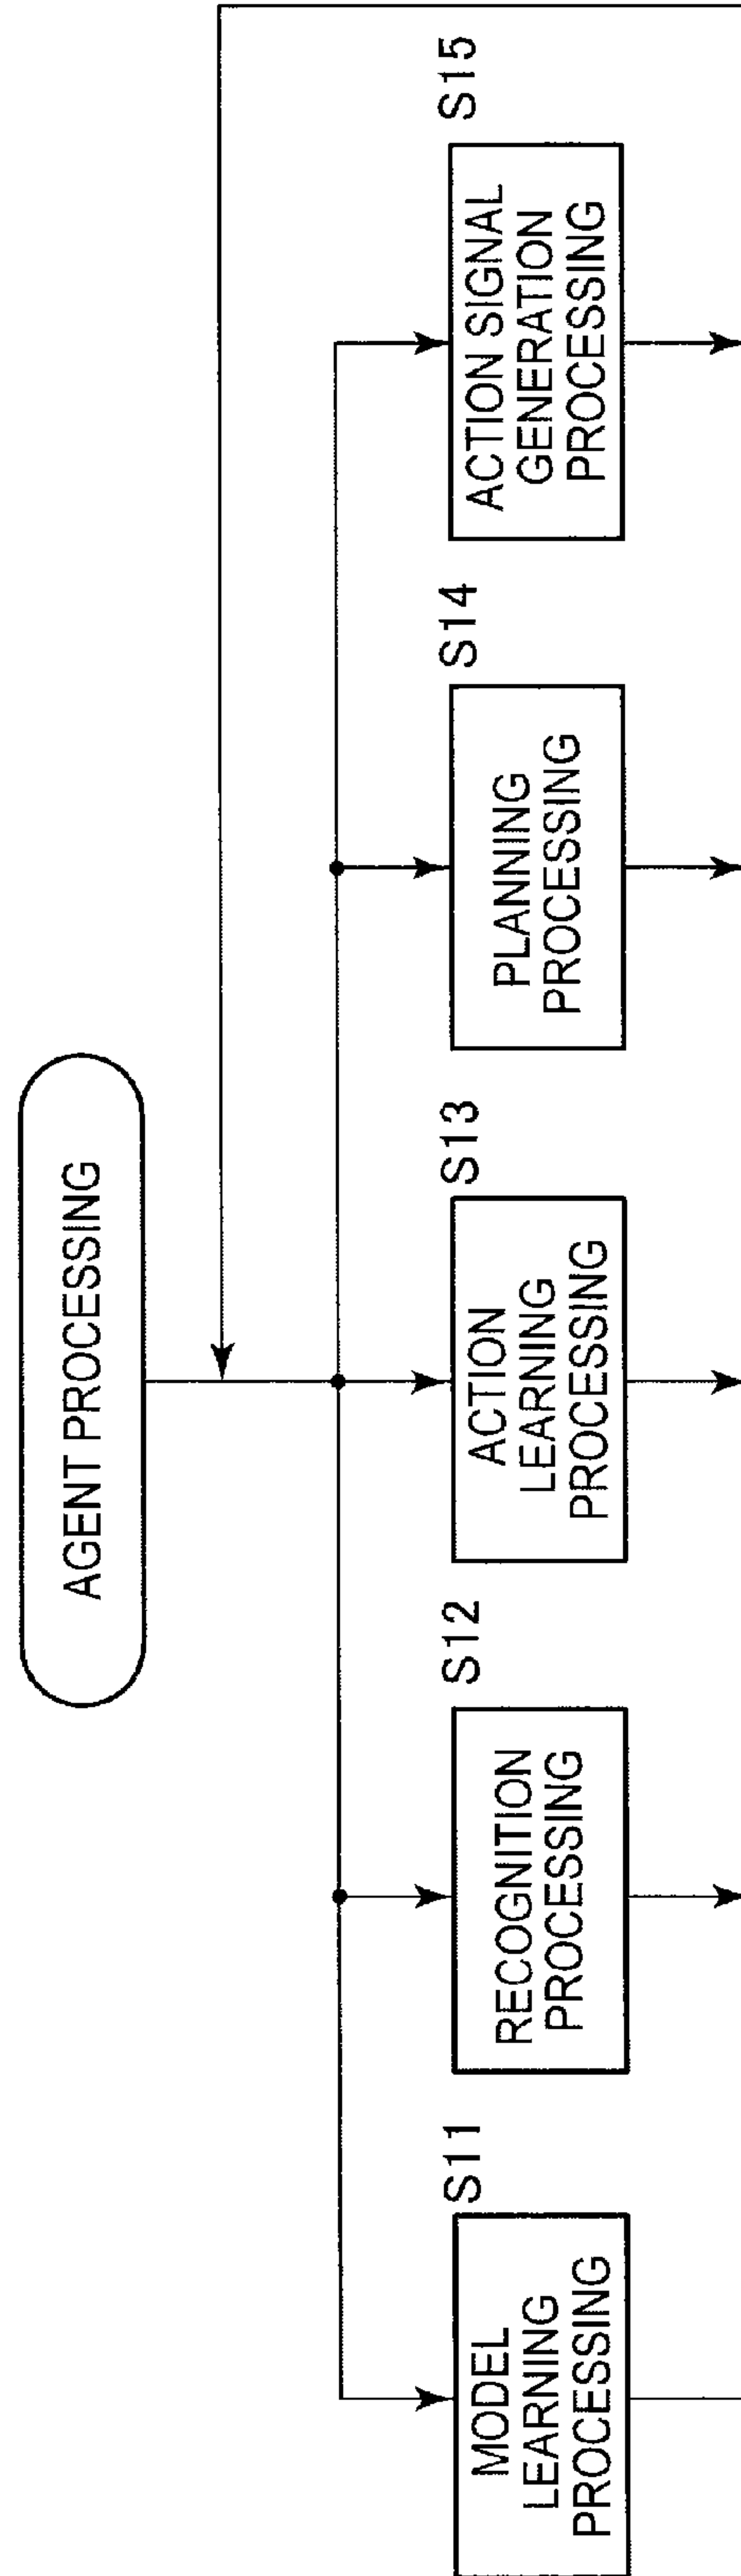 AGENT PROCESSING
S11
MODEL
LEARNING
PROCESSING
S12
RECOGNITION
PROCESSING
S13
ACTION
LEARNING
PROCESSING
S14
PLANNING
PROCESSING
S15
ACTION SIGNAL
GENERATION
PROCESSING